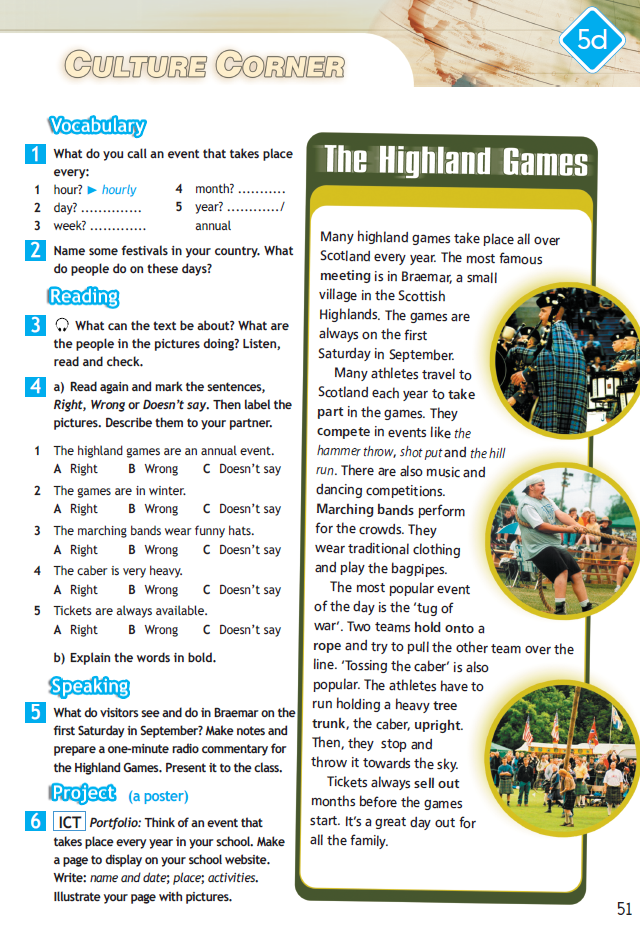 5d
CULTURE CORNER
Vocabulary
1 What do you call an event that takes place
every:
1 hour? ► hourly
2 day? ..............
3 week? .............
4 month? ...........
5 year? ............/
annual
2 Name some festivals in your country. What
do people do on these days?
Reading
3 What can the text be about? What are
the people in the pictures doing? Listen,
read and check.
4 a) Read again and mark the sentences,
Right, Wrong or Doesn't say. Then label the
pictures. Describe them to your partner.
1 The highland games are an annual event.
A Right B Wrong C Doesn't say
2 The games are in winter.
A Right B Wrong C Doesn't say
3 The marching bands wear funny hats.
A Right B Wrong C Doesn't say
4 The caber is very heavy.
A Right B Wrong C Doesn't say
5 Tickets are always available.
A Right B Wrong C Doesn't say
b) Explain the words in bold.
Speaking
5 What do visitors see and do in Braemar on the
first Saturday in September? Make notes and
prepare a one-minute radio commentary for
the Highland Games. Present it to the class.
Project (a poster)
6 ICT Portfolio: Think of an event that
takes place every year in your school. Make
a page to display on your school website.
Write: name and date; place; activities.
Illustrate your page with pictures.
The Highland Games
Many highland games take place all over
Scotland every year. The most famous
meeting is in Braemar, a small
village in the Scottish
Highlands. The games are
always on the first
Saturday in September.
Many athletes travel to
Scotland each year to take
part in the games. They
compete in events like the
hammer throw, shot put and the hill
run. There are also music and
dancing competitions.
Marching bands perform
for the crowds. They
wear traditional clothing
and play the bagpipes.
The most popular event
of the day is the 'tug of
war'. Two teams hold onto a
rope and try to pull the other team over the
line. 'Tossing the caber' is also
popular. The athletes have to
run holding a heavy tree
trunk, the caber, upright.
Then, they stop and
throw it towards the sky.
Tickets always sell out
months before the games
start. It's a great day out for
all the family.
51